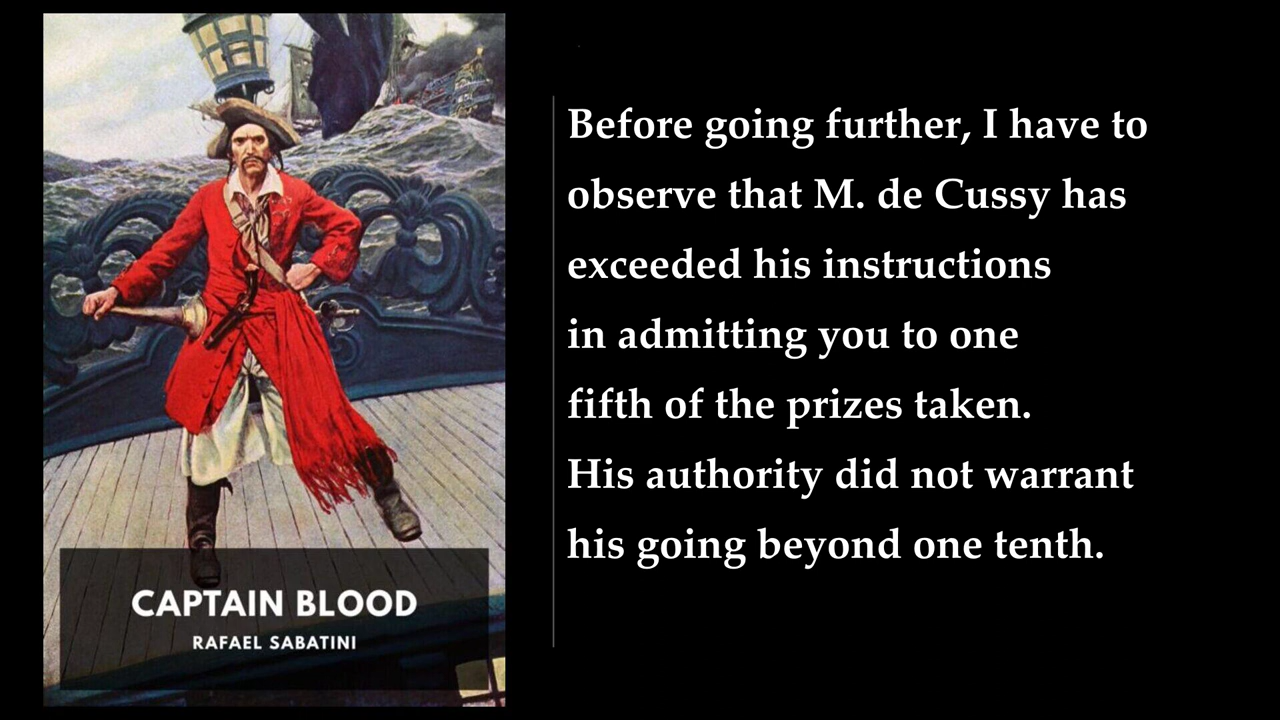 CAPTAIN BLOOD
RAFAEL SABATINI
Before going further, I have to
observe that M. de Cussy has
exceeded his instructions
in admitting you to one
fifth of the prizes taken.
His authority did not warrant
his going beyond one tenth.